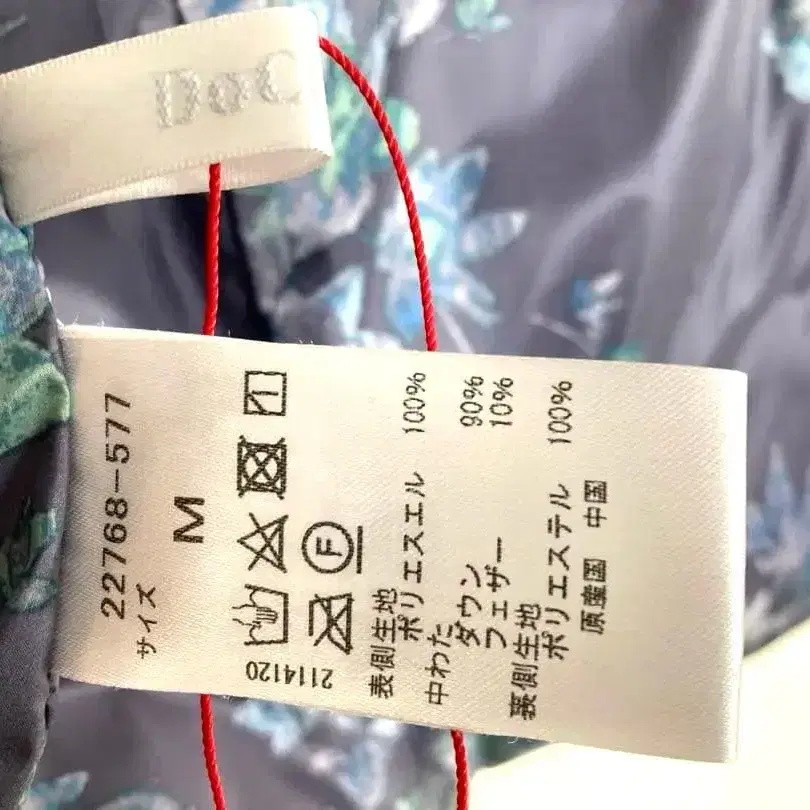 DoC
22768-577
サイズ
M
F
2114120
表側生地
ポリエスエル 100%
中わた
ダウン 90%
フェザー 10%
裏側生地
ポリエステル 100%
原産国 中国